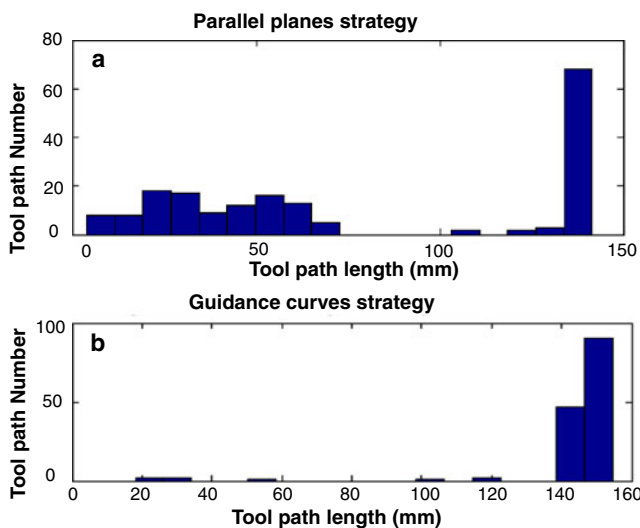 Parallel planes strategy
a
Tool path Number
80
60
40
20
0
0 50 100 150
Tool path length (mm)
Guidance curves strategy
b
Tool path Number
100
50
0
0 20 40 60 80 100 120 140 160
Tool path length (mm)